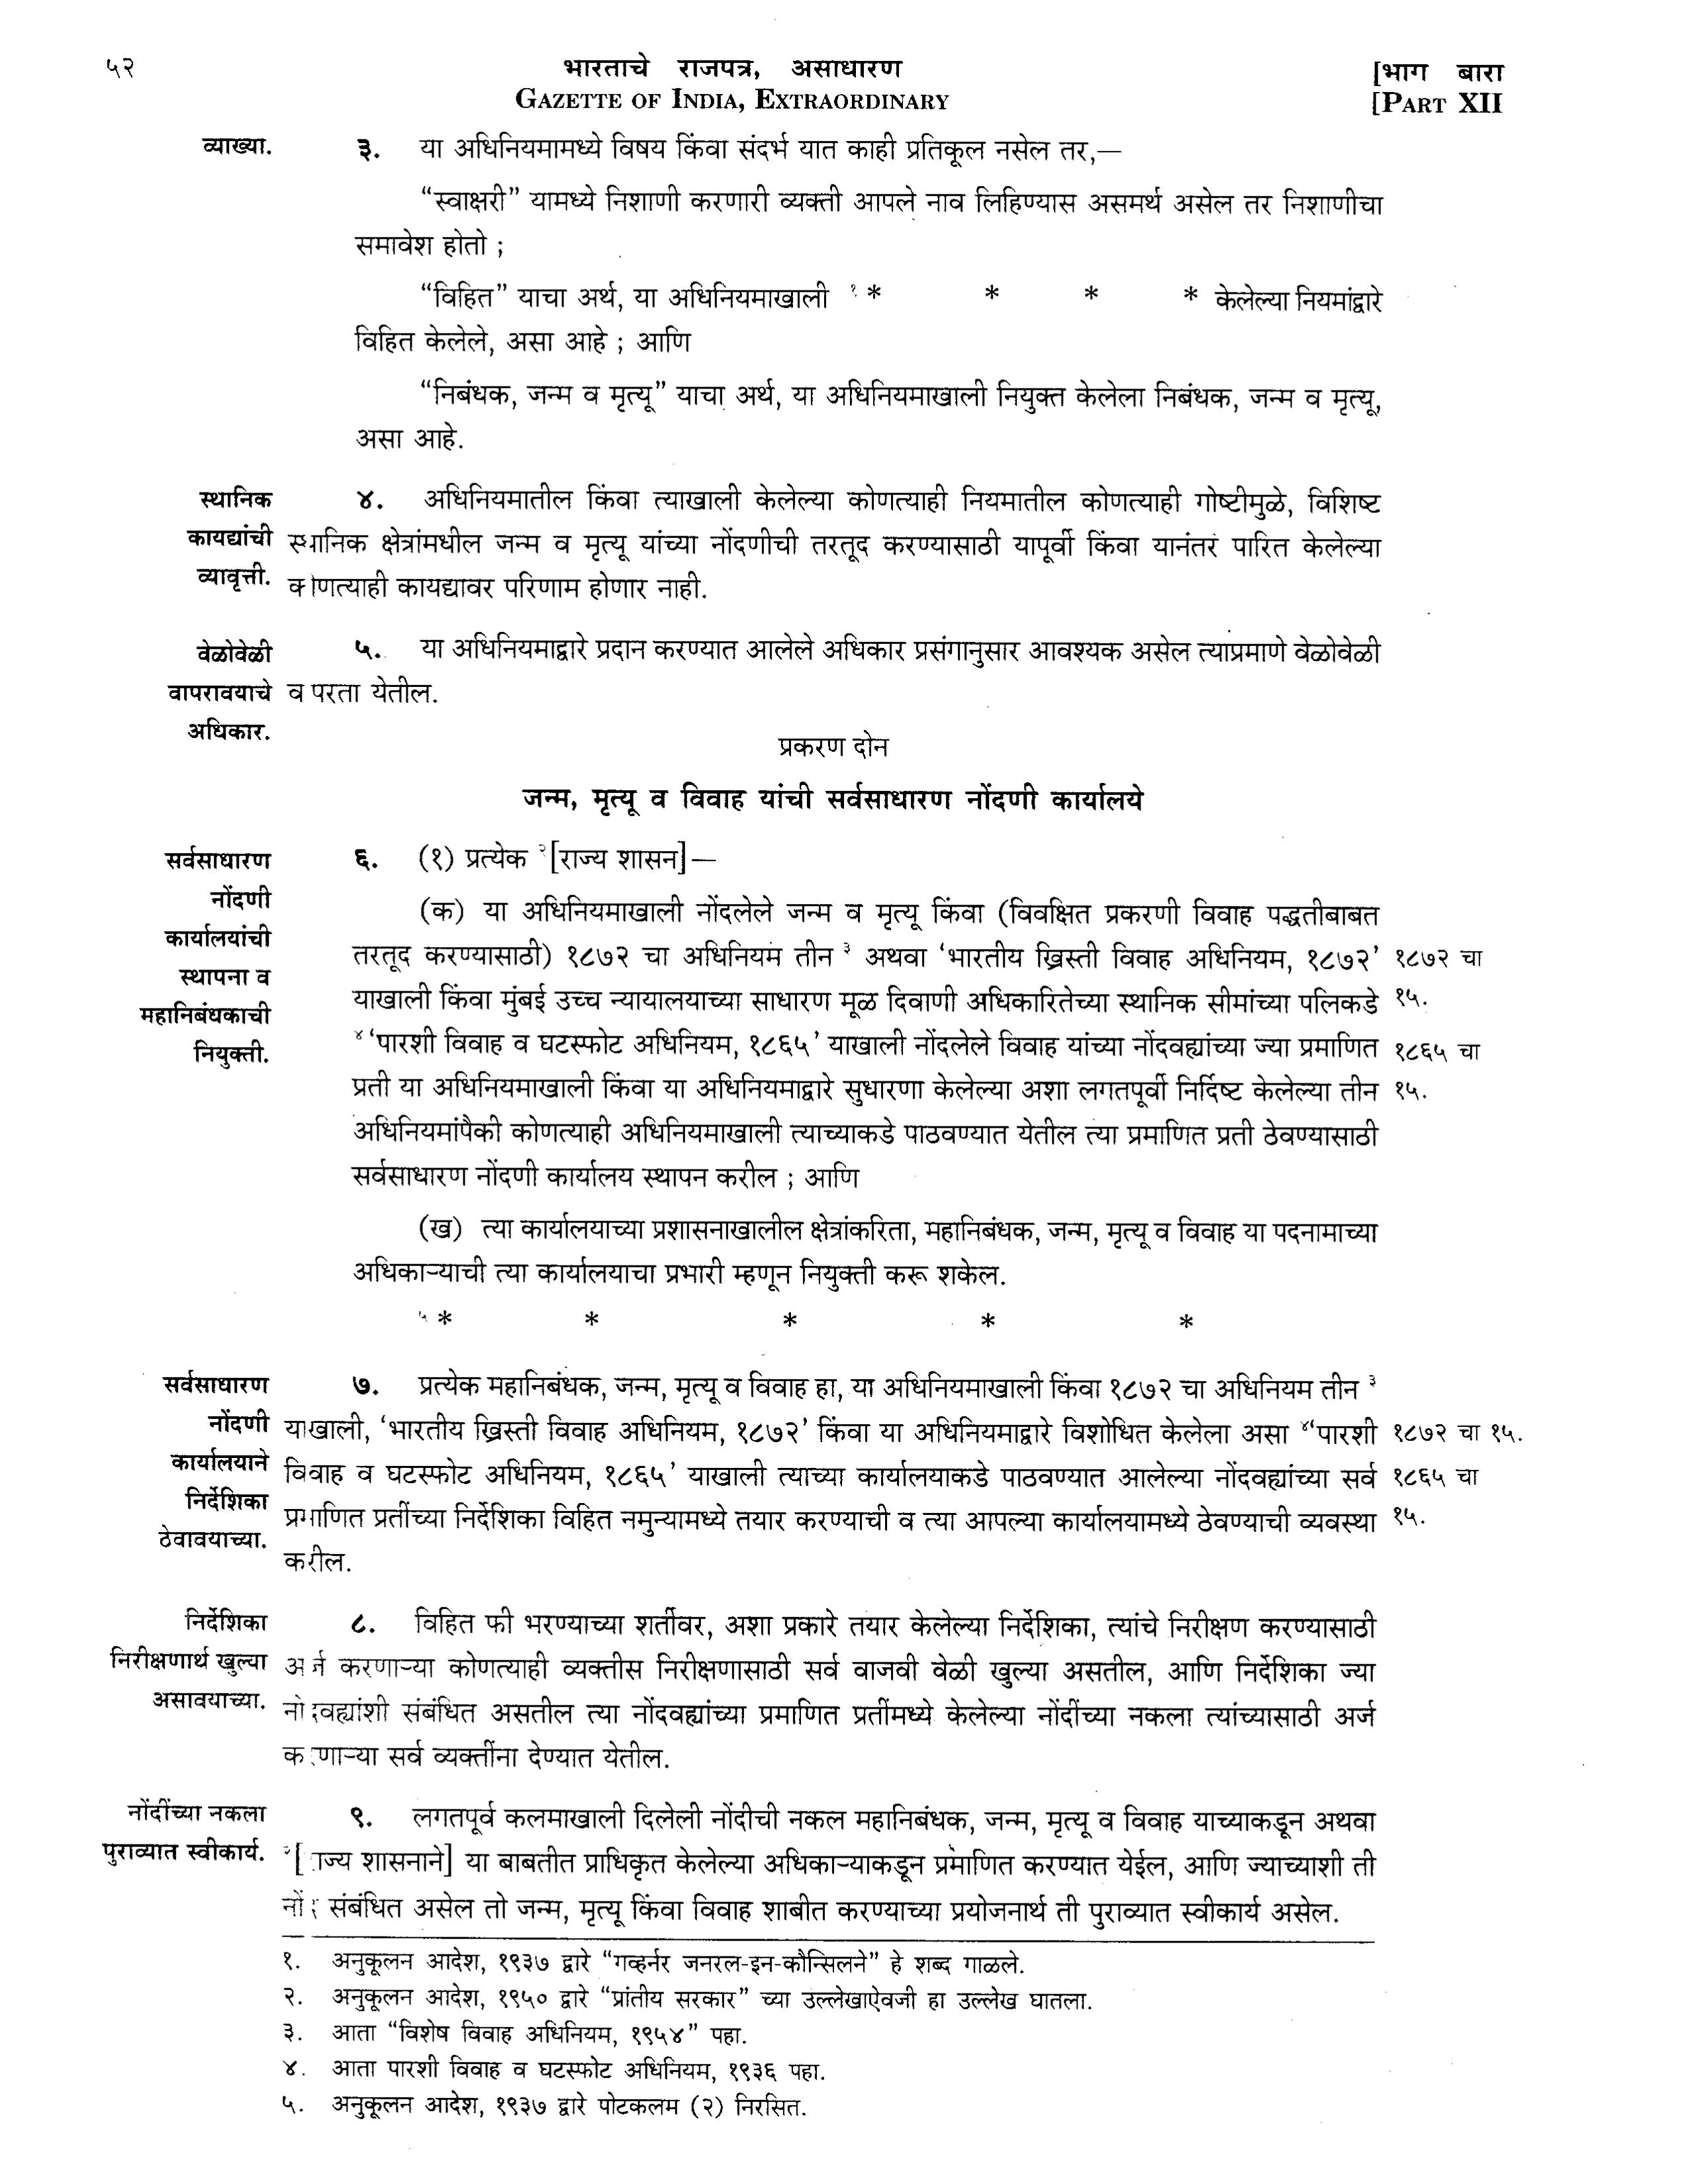 ५२
भारताचे राजपत्र, असाधारण
[भाग बारा
GAZETTE OF INDIA, EXTRAORDINARY
[PART XII
व्याख्या.
३. या अधिनियमामध्ये विषय किंवा संदर्भ यात काही प्रतिकूल नसेल तर,—
“स्वाक्षरी” यामध्ये निशाणी करणारी व्यक्ती आपले नाव लिहिण्यास असमर्थ असेल तर निशाणीचा
समावेश होतो ;
“विहित” याचा अर्थ, या अधिनियमाखाली १* * * * केलेल्या नियमांद्वारे
विहित केलेले, असा आहे ; आणि
“निबंधक, जन्म व मृत्यू” याचा अर्थ, या अधिनियमाखाली नियुक्त केलेला निबंधक, जन्म व मृत्यू,
असा आहे.
स्थानिक
कायद्यांची
व्यावृत्ती.
४. अधिनियमातील किंवा त्याखाली केलेल्या कोणत्याही नियमातील कोणत्याही गोष्टीमुळे, विशिष्ट
स्थानिक क्षेत्रांमधील जन्म व मृत्यू यांच्या नोंदणीची तरतूद करण्यासाठी यापूर्वी किंवा यानंतर पारित केलेल्या
कोणत्याही कायद्यावर परिणाम होणार नाही.
वेळोवेळी
वापरावयाचे
अधिकार.
५. या अधिनियमाद्वारे प्रदान करण्यात आलेले अधिकार प्रसंगानुसार आवश्यक असेल त्याप्रमाणे वेळोवेळी
वापरता येतील.
प्रकरण दोन
जन्म, मृत्यू व विवाह यांची सर्वसाधारण नोंदणी कार्यालये
सर्वसाधारण
नोंदणी
कार्यालयांची
स्थापना व
महानिबंधकाची
नियुक्ती.
६. (१) प्रत्येक २[राज्य शासन]—
(क) या अधिनियमाखाली नोंदलेले जन्म व मृत्यू किंवा (विवक्षित प्रकरणी विवाह पद्धतीबाबत
तरतूद करण्यासाठी) १८७२ चा अधिनियम तीन ३ अथवा ‘भारतीय ख्रिस्ती विवाह अधिनियम, १८७२’ १८७२ चा
याखाली किंवा मुंबई उच्च न्यायालयाच्या साधारण मूळ दिवाणी अधिकारितेच्या स्थानिक सीमांच्या पलिकडे १५.
४‘पारशी विवाह व घटस्फोट अधिनियम, १८६५’ याखाली नोंदलेले विवाह यांच्या नोंदवह्यांच्या ज्या प्रमाणित १८६५ चा
प्रती या अधिनियमाखाली किंवा या अधिनियमाद्वारे सुधारणा केलेल्या अशा लगतपूर्वी निर्दिष्ट केलेल्या तीन १५.
अधिनियमांपैकी कोणत्याही अधिनियमाखाली त्याच्याकडे पाठवण्यात येतील त्या प्रमाणित प्रती ठेवण्यासाठी
सर्वसाधारण नोंदणी कार्यालय स्थापन करील ; आणि
(ख) त्या कार्यालयाच्या प्रशासनाखालील क्षेत्रांकरिता, महानिबंधक, जन्म, मृत्यू व विवाह या पदनामाच्या
अधिकाऱ्याची त्या कार्यालयाचा प्रभारी म्हणून नियुक्ती करू शकेल.
५* * * * *
सर्वसाधारण
नोंदणी
कार्यालयाने
निर्देशिका
ठेवावयाच्या.
७. प्रत्येक महानिबंधक, जन्म, मृत्यू व विवाह हा, या अधिनियमाखाली किंवा १८७२ चा अधिनियम तीन ३
याखाली, ‘भारतीय ख्रिस्ती विवाह अधिनियम, १८७२’ किंवा या अधिनियमाद्वारे विशोधित केलेला असा ४‘पारशी १८७२ चा १५.
विवाह व घटस्फोट अधिनियम, १८६५’ याखाली त्याच्या कार्यालयाकडे पाठवण्यात आलेल्या नोंदवह्यांच्या सर्व १८६५ चा
प्रमाणित प्रतींच्या निर्देशिका विहित नमुन्यामध्ये तयार करण्याची व त्या आपल्या कार्यालयामध्ये ठेवण्याची व्यवस्था १५.
करील.
निर्देशिका
निरीक्षणार्थ खुल्या
असावयाच्या.
८. विहित फी भरण्याच्या शर्तीवर, अशा प्रकारे तयार केलेल्या निर्देशिका, त्यांचे निरीक्षण करण्यासाठी
अर्ज करणाऱ्या कोणत्याही व्यक्तीस निरीक्षणासाठी सर्व वाजवी वेळी खुल्या असतील, आणि निर्देशिका ज्या
नोंदवह्यांशी संबंधित असतील त्या नोंदवह्यांच्या प्रमाणित प्रतींमध्ये केलेल्या नोंदींच्या नकला त्यांच्यासाठी अर्ज
करणाऱ्या सर्व व्यक्तींना देण्यात येतील.
नोंदींच्या नकला
पुराव्यात स्वीकार्य.
९. लगतपूर्व कलमाखाली दिलेली नोंदीची नकल महानिबंधक, जन्म, मृत्यू व विवाह याच्याकडून अथवा
२[राज्य शासनाने] या बाबतीत प्राधिकृत केलेल्या अधिकाऱ्याकडून प्रमाणित करण्यात येईल, आणि ज्याच्याशी ती
नोंद संबंधित असेल तो जन्म, मृत्यू किंवा विवाह शाबीत करण्याच्या प्रयोजनार्थ ती पुराव्यात स्वीकार्य असेल.
१. अनुकूलन आदेश, १९३७ द्वारे “गव्हर्नर जनरल-इन-कौन्सिलने” हे शब्द गाळले.
२. अनुकूलन आदेश, १९५० द्वारे “प्रांतीय सरकार” च्या उल्लेखाऐवजी हा उल्लेख घातला.
३. आता “विशेष विवाह अधिनियम, १९५४” पहा.
४. आता पारशी विवाह व घटस्फोट अधिनियम, १९३६ पहा.
५. अनुकूलन आदेश, १९३७ द्वारे पोटकलम (२) निरसित.